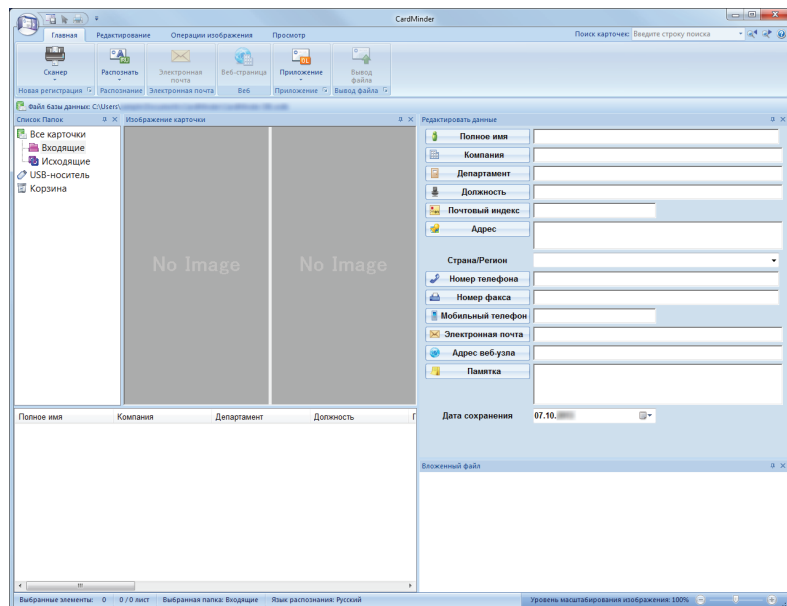 CardMinder
Главная Редактирование Операции изображения Просмотр Поиск карточек: Введите строку поиска
Сканер Распознать Электронная почта Веб-страница Приложение Вывод файла
Новая регистрация Распознание Электронная почта Веб Приложение Вывод файла
Файл базы данных: C:\Users\
Список Папок Изображение карточки Редактировать данные
Все карточки
Входящие
Исходящие
USB-носитель
Корзина
No Image No Image
Полное имя
Компания
Департамент
Должность
Почтовый индекс
Адрес
Страна/Регион
Номер телефона
Номер факса
Мобильный телефон
Электронная почта
Адрес веб-узла
Памятка
Дата сохранения 07.10.
Полное имя Компания Департамент Должность
Вложенный файл
Выбранные элементы: 0 0 / 0 лист Выбранная папка: Входящие Язык распознания: Русский Уровень масштабирования изображения: 100%